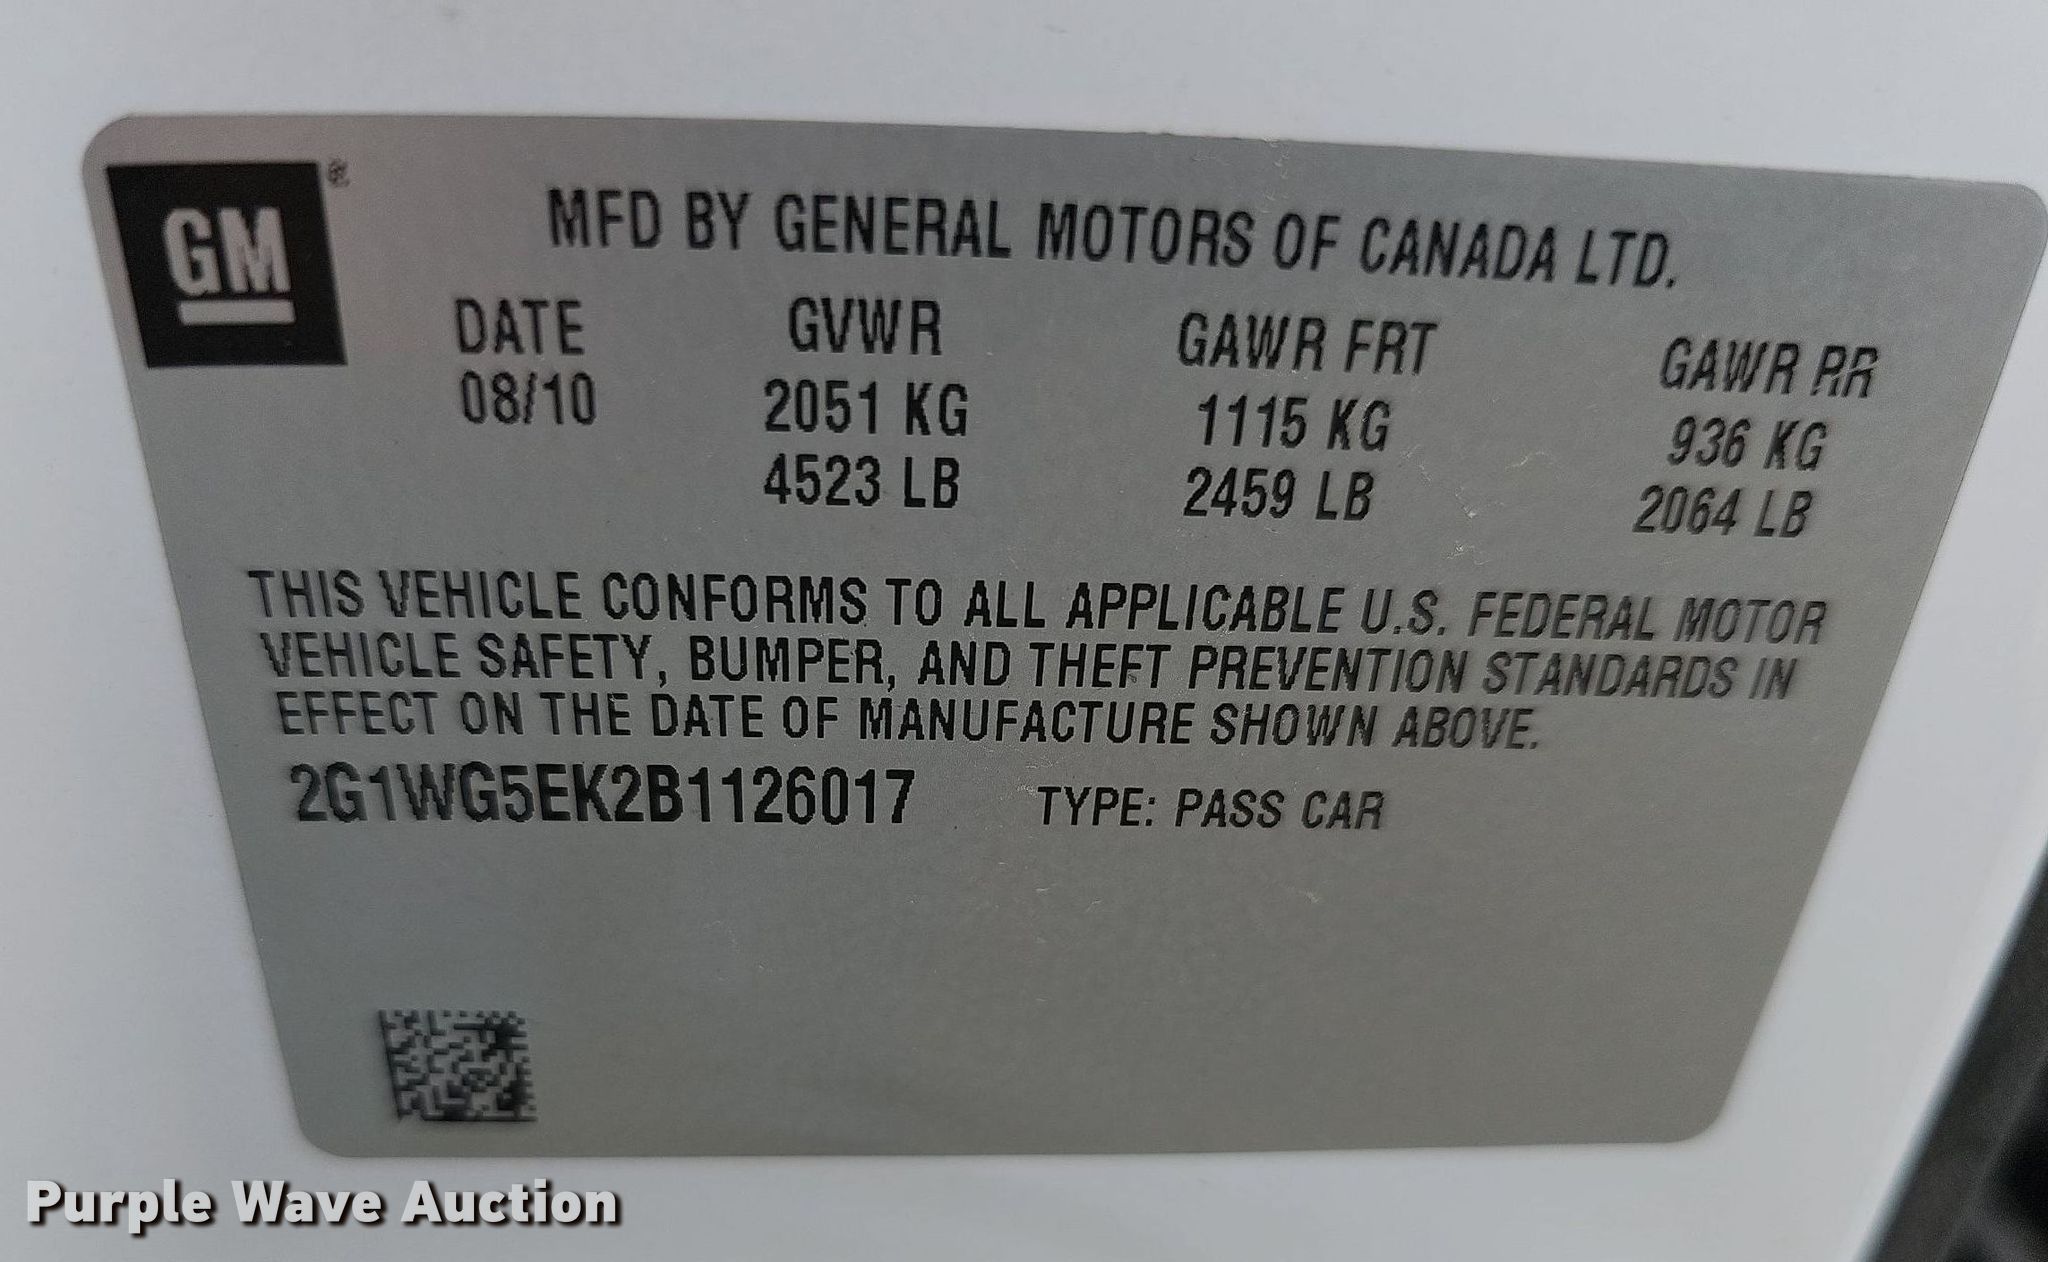 GM ®
MFD BY GENERAL MOTORS OF CANADA LTD.
DATE GVWR GAWR FRT GAWR RR
08/10 2051 KG 1115 KG 936 KG
4523 LB 2459 LB 2064 LB
THIS VEHICLE CONFORMS TO ALL APPLICABLE U.S. FEDERAL MOTOR
VEHICLE SAFETY, BUMPER, AND THEFT PREVENTION STANDARDS IN
EFFECT ON THE DATE OF MANUFACTURE SHOWN ABOVE.
2G1WG5EK2B1126017 TYPE: PASS CAR
Purple Wave Auction